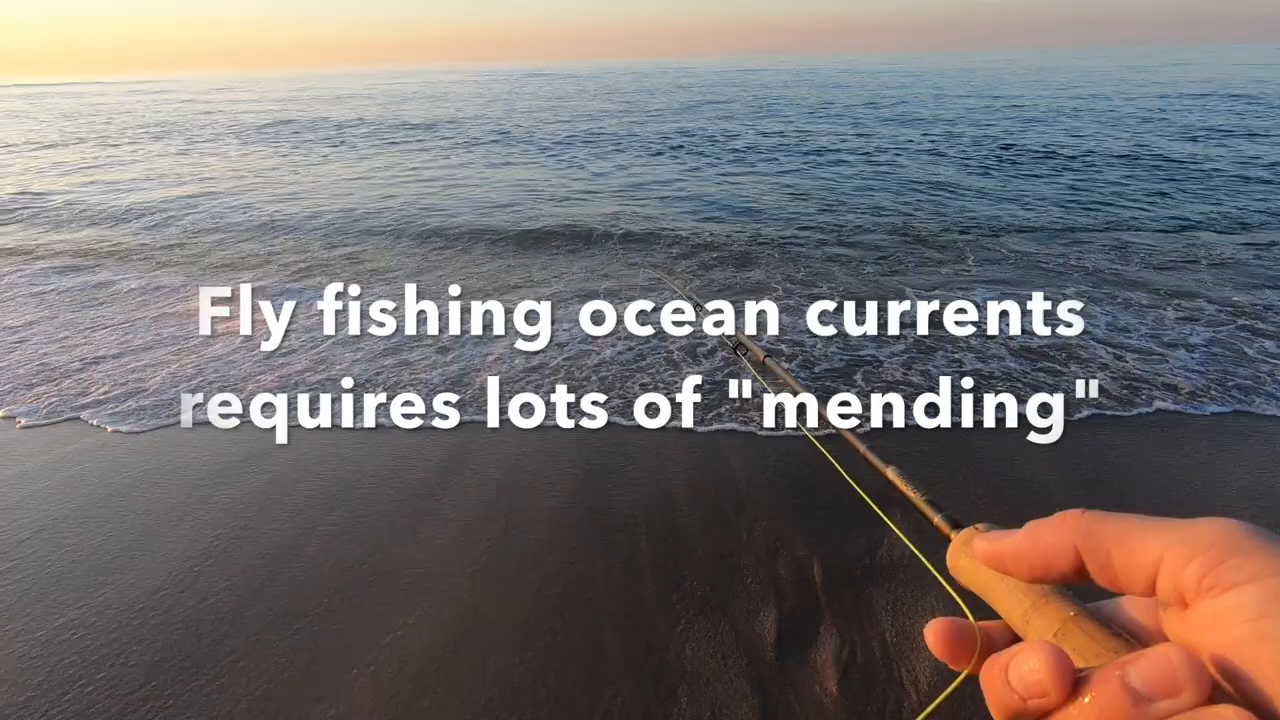 Fly fishing ocean currents
requires lots of "mending"